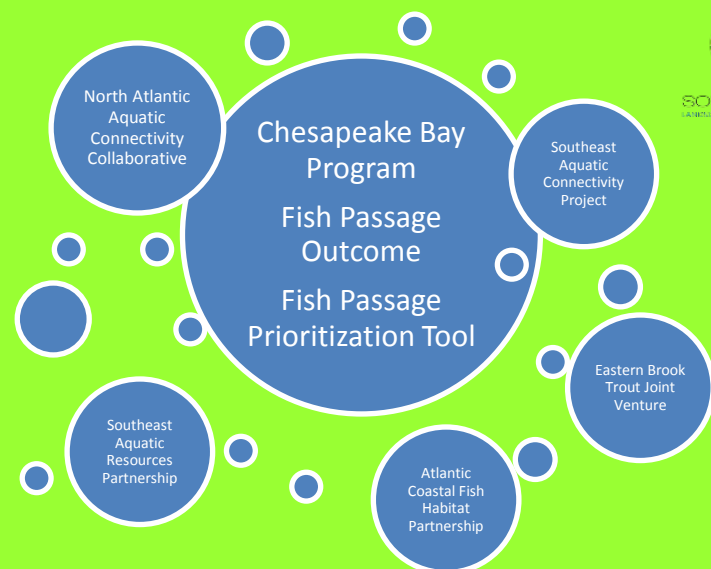 North Atlantic
Aquatic
Connectivity
Collaborative
Chesapeake Bay
Program
Fish Passage
Outcome
Fish Passage
Prioritization Tool
Southeast
Aquatic
Connectivity
Project
Eastern Brook
Trout Joint
Venture
Southeast
Aquatic
Resources
Partnership
Atlantic
Coastal Fish
Habitat
Partnership